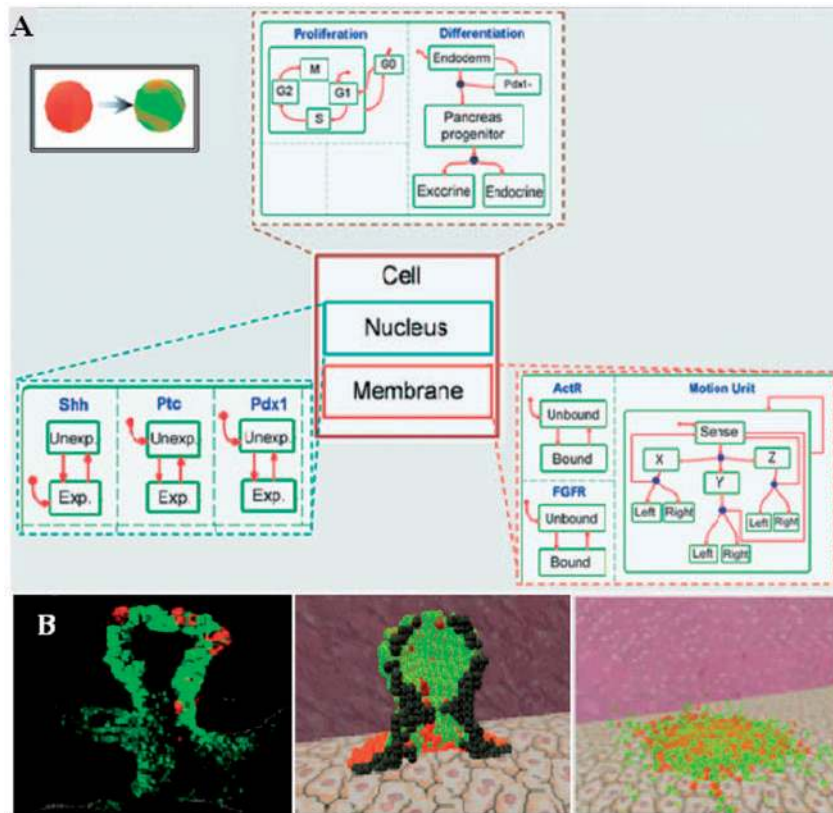 A
Proliferation
Differentiation
M
G0
G2
G1
S
Endoderm
Pdx1-
Pancreas
progenitor
Exocrine
Endocrine
Cell
Nucleus
Membrane
Shh
Ptc
Pdx1
Unexp.
Unexp.
Unexp.
Exp.
Exp.
Exp.
ActR
Unbound
Bound
FGFR
Unbound
Bound
Motion Unit
Sense
X
Y
Z
Left
Right
Left
Right
Left
Right
B